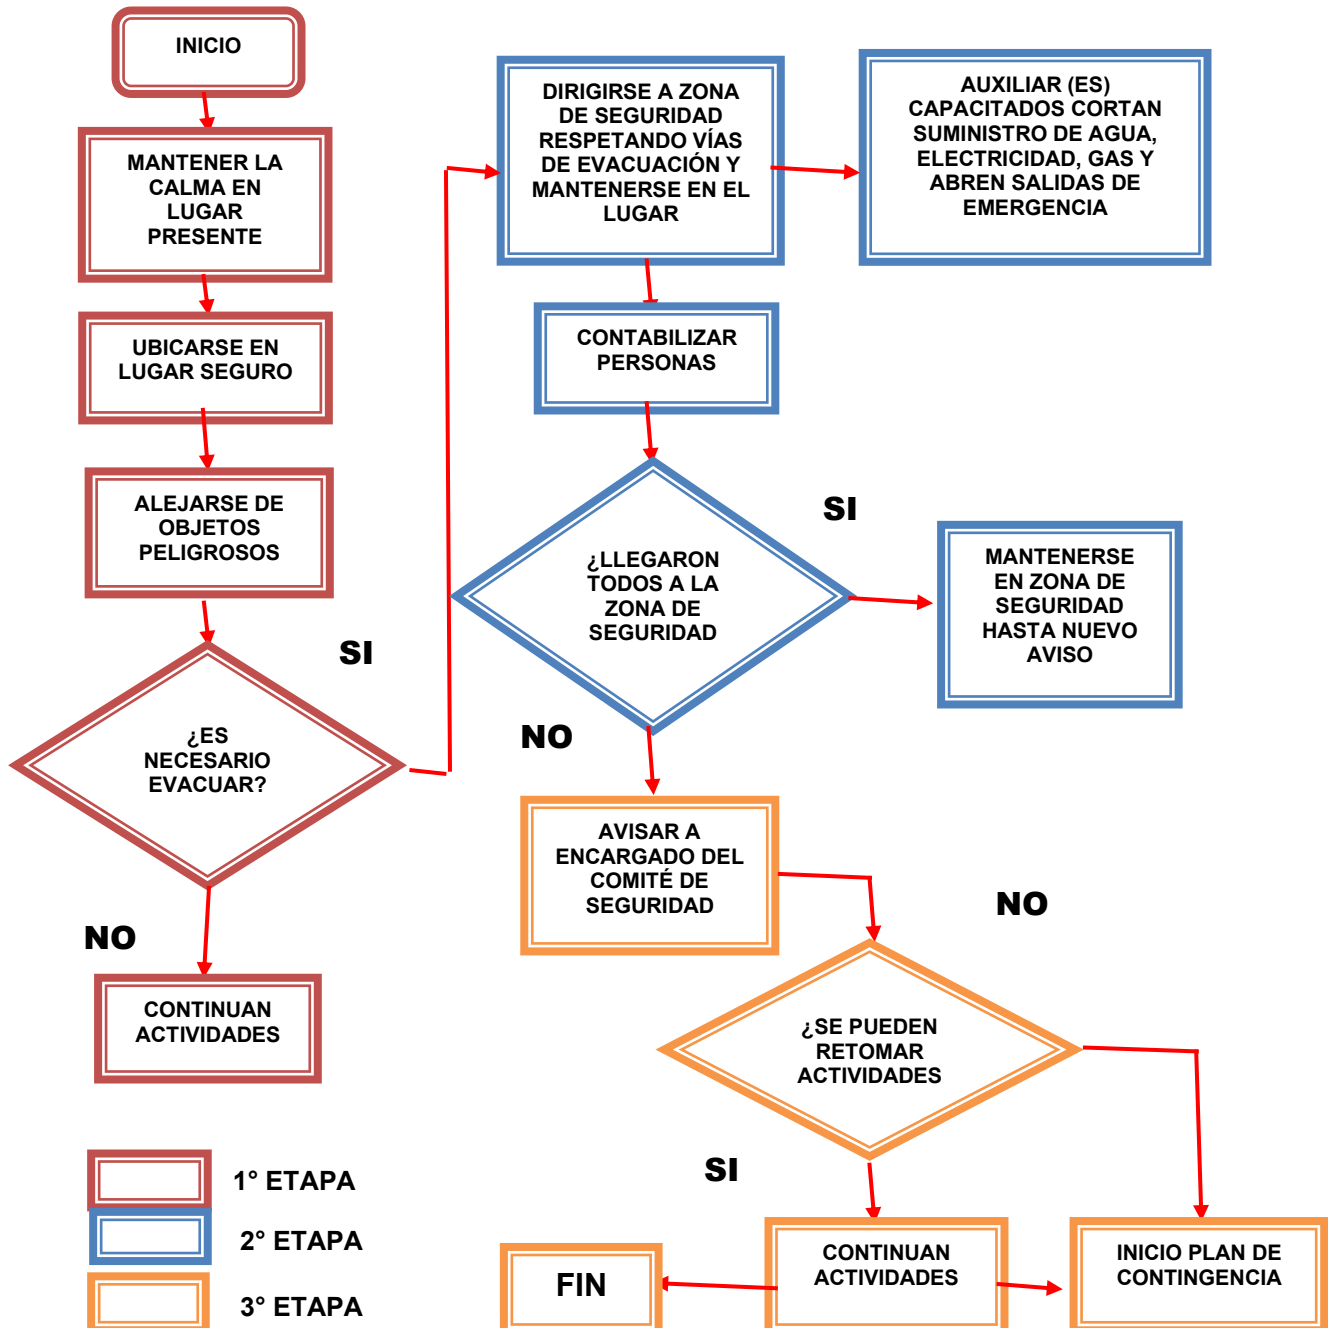 INICIO
MANTENER LA
CALMA EN
LUGAR
PRESENTE
UBICARSE EN
LUGAR SEGURO
ALEJARSE DE
OBJETOS
PELIGROSOS
¿ES
NECESARIO
EVACUAR?
SI
NO
CONTINUAN
ACTIVIDADES
DIRIGIRSE A ZONA
DE SEGURIDAD
RESPETANDO VÍAS
DE EVACUACIÓN Y
MANTENERSE EN EL
LUGAR
AUXILIAR (ES)
CAPACITADOS CORTAN
SUMINISTRO DE AGUA,
ELECTRICIDAD, GAS Y
ABREN SALIDAS DE
EMERGENCIA
CONTABILIZAR
PERSONAS
¿LLEGARON
TODOS A LA
ZONA DE
SEGURIDAD
SI
MANTENERSE
EN ZONA DE
SEGURIDAD
HASTA NUEVO
AVISO
NO
AVISAR A
ENCARGADO DEL
COMITÉ DE
SEGURIDAD
¿SE PUEDEN
RETOMAR
ACTIVIDADES
NO
SI
CONTINUAN
ACTIVIDADES
INICIO PLAN DE
CONTINGENCIA
FIN
1° ETAPA
2° ETAPA
3° ETAPA